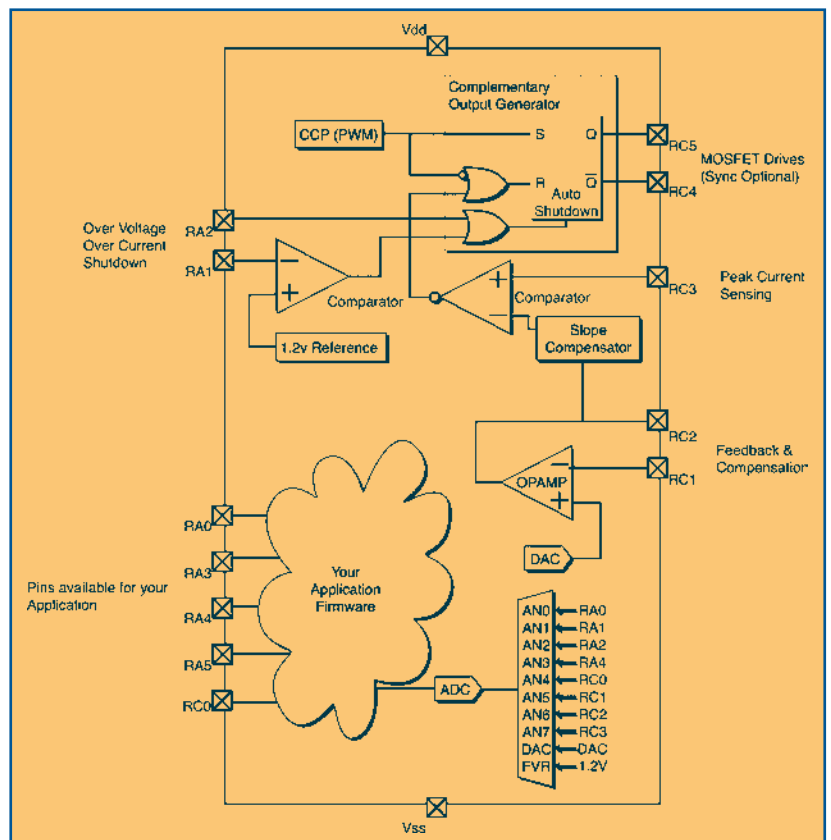 Vdd
Complementary
Output Generator
CCP (PWM)
S
Q
RC5
MOSFET Drives
(Sync Optional)
R
Q̅
RC4
Auto
Shutdown
Over Voltage
Over Current
Shutdown
RA2
RA1
−
+
Comparator
1.2v Reference
+
−
Comparator
RC3
Peak Current
Sensing
Slope
Compensator
RC2
Feedback &
Compensation
RC1
−
OPAMP
+
DAC
Pins available for your
Application
RA0
RA3
RA4
RA5
RC0
Your
Application
Firmware
ADC
AN0 RA0
AN1 RA1
AN2 RA2
AN3 RA4
AN4 RC0
AN5 RC1
AN6 RC2
AN7 RC3
DAC DAC
FVR 1.2V
Vss